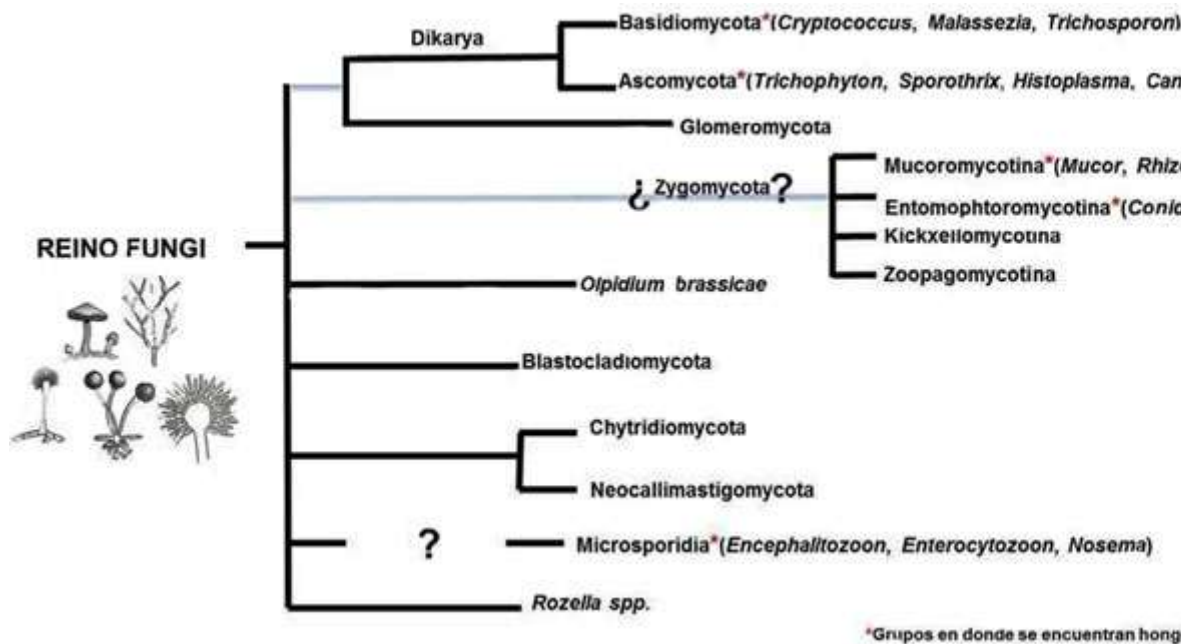 Dikarya
Basidiomycota*(Cryptococcus, Malassezia, Trichosporon)
Ascomycota*(Trichophyton, Sporothrix, Histoplasma, Can
Glomeromycota
¿ Zygomycota ?
Mucoromycotina*(Mucor, Rhizo
Entomophtoromycotina*(Conid
Kickxellomycotina
Zoopagomycotina
REINO FUNGI
Olpidium brassicae
Blastocladiomycota
Chytridiomycota
Neocallimastigomycota
?
Microsporidia*(Encephalitozoon, Enterocytozoon, Nosema)
Rozella spp.
*Grupos en donde se encuentran hong